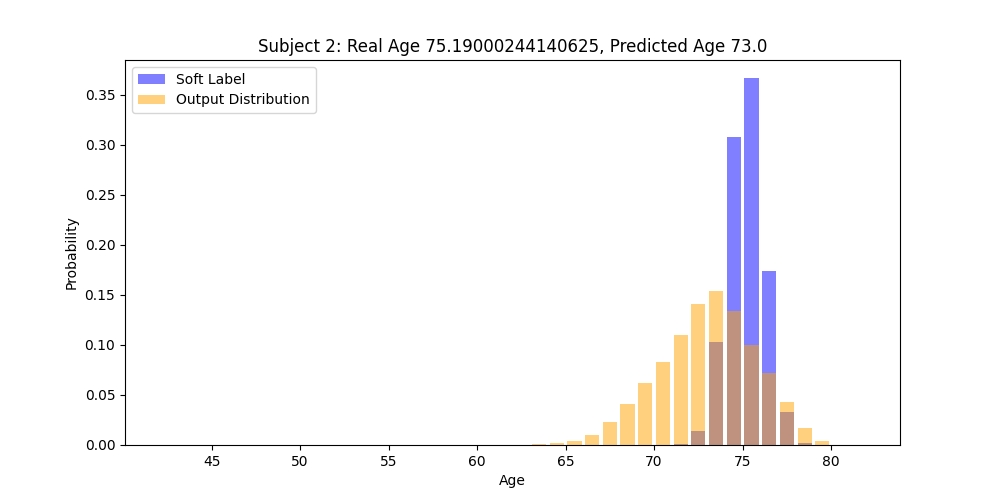 Subject 2: Real Age 75.19000244140625, Predicted Age 73.0
Soft Label
Output Distribution
0.35
0.30
0.25
0.20
0.15
0.10
0.05
0.00
Probability
45 50 55 60 65 70 75 80
Age